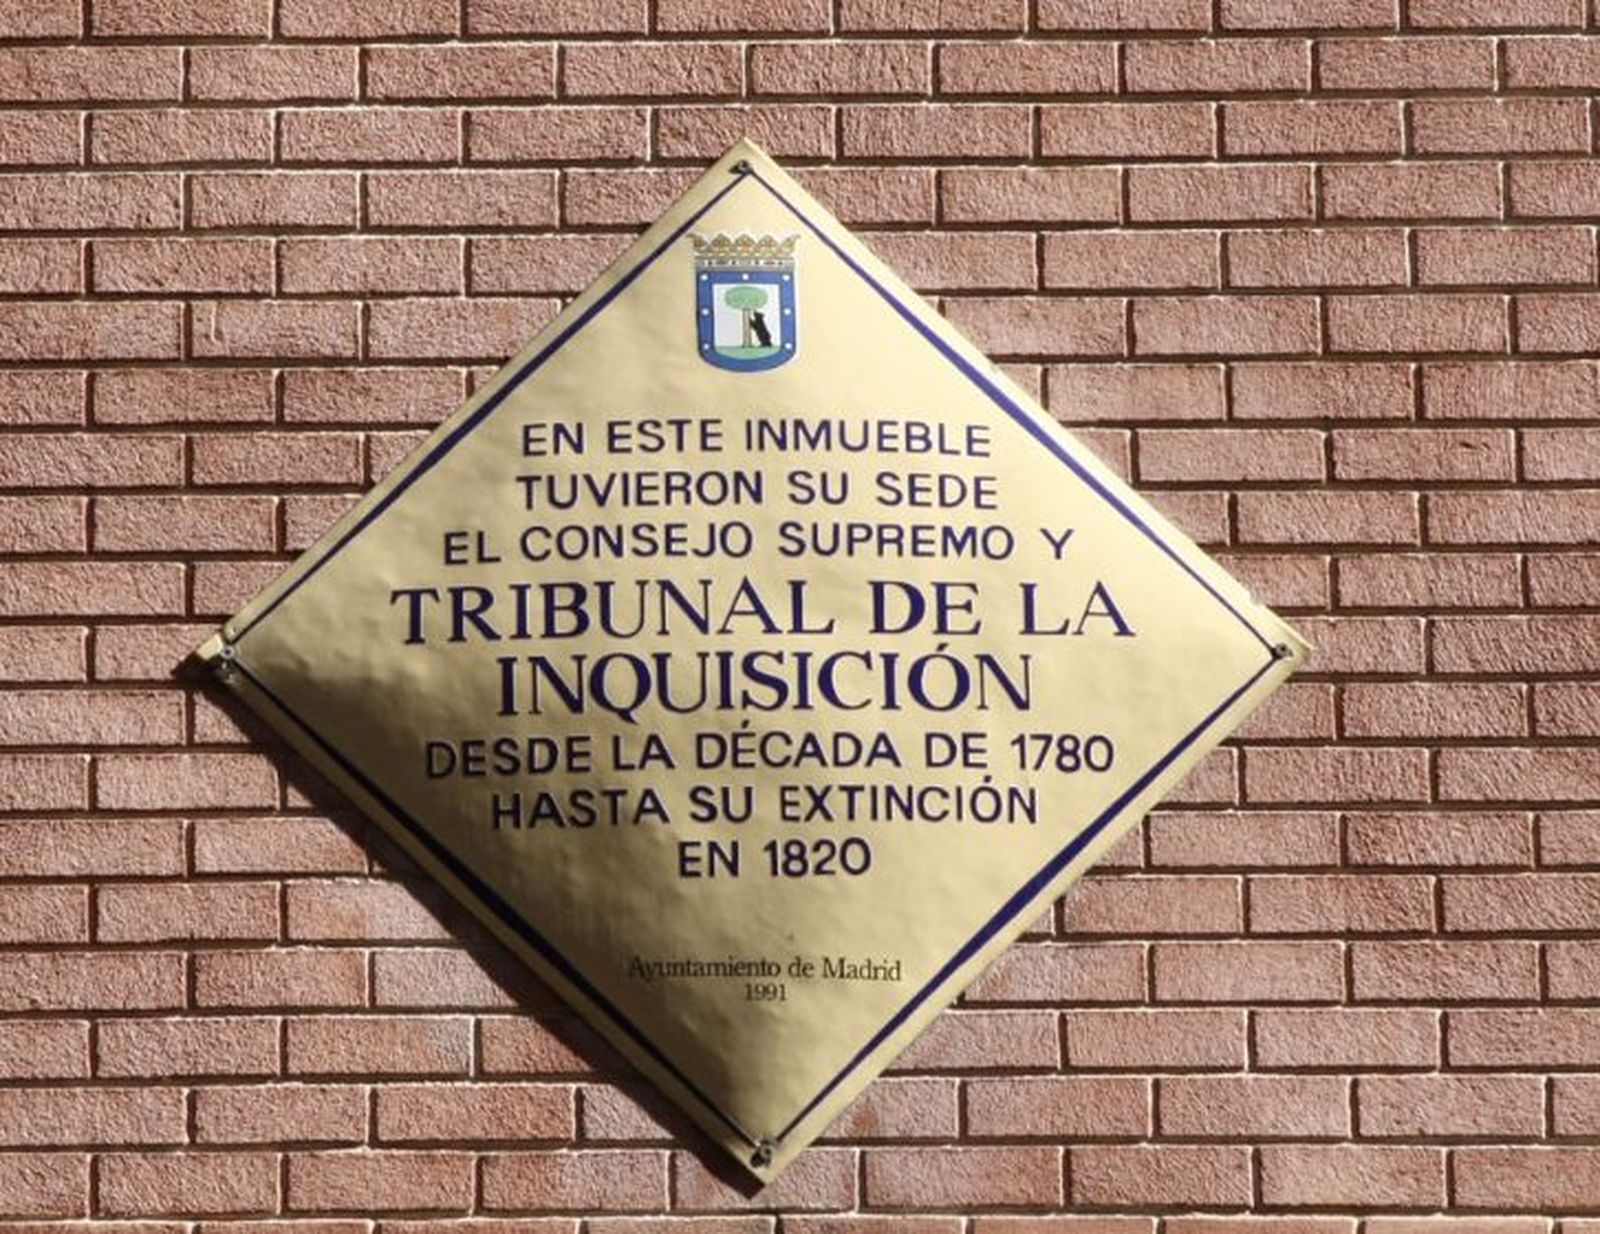 EN ESTE INMUEBLE
TUVIERON SU SEDE
EL CONSEJO SUPREMO Y
TRIBUNAL DE LA
INQUISICIÓN
DESDE LA DÉCADA DE 1780
HASTA SU EXTINCIÓN
EN 1820
Ayuntamiento de Madrid
1991